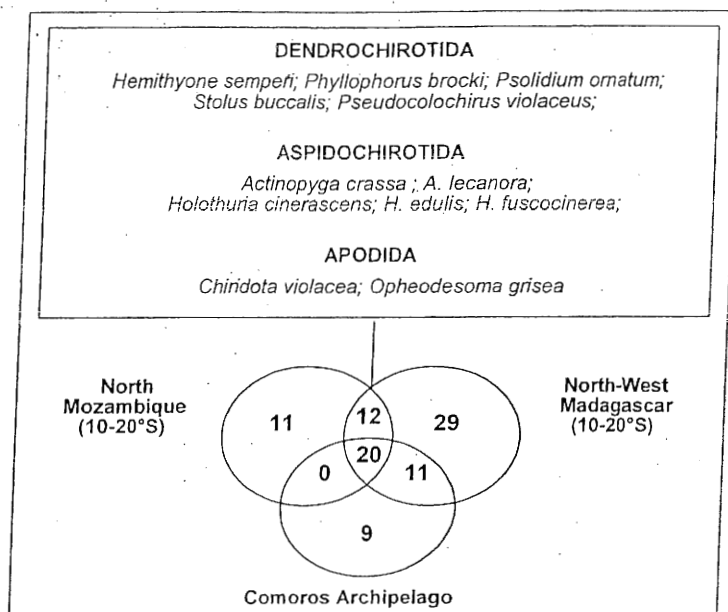 DENDROCHIROTIDA
Hemithyone semperi; Phyllophorus brocki; Psolidium ornatum;
Stolus buccalis; Pseudocolochirus violaceus;
ASPIDOCHIROTIDA
Actinopyga crassa ; A. lecanora;
Holothuria cinerascens; H. edulis; H. fuscocinerea;
APODIDA
Chiridota violacea; Opheodesoma grisea
North
Mozambique
(10-20°S)
11
12
29
North-West
Madagascar
(10-20°S)
20
0
11
9
Comoros Archipelago